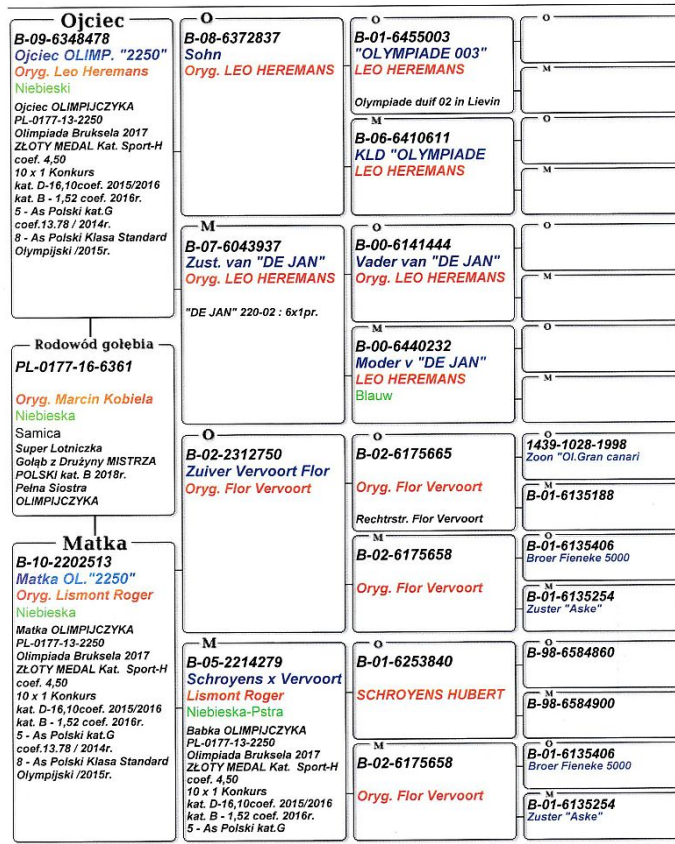 Ojciec
B-09-6348478
Ojciec OLIMP. "2250"
Oryg. Leo Heremans
Niebieski
Ojciec OLIMPIJCZYKA
PL-0177-13-2250
Olimpiada Bruksela 2017
ZŁOTY MEDAL Kat. Sport-H
coef. 4,50
10 x 1 Konkurs
kat. D-16,10coef. 2015/2016
kat. B - 1,52 coef. 2016r.
5 - As Polski kat.G
coef.13.78 / 2014r.
8 - As Polski Klasa Standard
Olympijski /2015r.
Rodowód gołębia
PL-0177-16-6361
Oryg. Marcin Kobiela
Niebieska
Samica
Super Lotniczka
Gołąb z Drużyny MISTRZA
POLSKI kat. B 2018r.
Pełna Siostra
OLIMPIJCZYKA
Matka
B-10-2202513
Matka OL."2250"
Oryg. Lismont Roger
Niebieska
Matka OLIMPIJCZYKA
PL-0177-13-2250
Olimpiada Bruksela 2017
ZŁOTY MEDAL Kat. Sport-H
coef. 4,50
10 x 1 Konkurs
kat. D-16,10coef. 2015/2016
kat. B - 1,52 coef. 2016r.
5 - As Polski kat.G
coef.13.78 / 2014r.
8 - As Polski Klasa Standard
Olympijski /2015r.
O
B-08-6372837
Sohn
Oryg. LEO HEREMANS
M
B-07-6043937
Zust. van "DE JAN"
Oryg. LEO HEREMANS
"DE JAN" 220-02 : 6x1pr.
O
B-02-2312750
Zuiver Vervoort Flor
Oryg. Flor Vervoort
M
B-05-2214279
Schroyens x Vervoort
Lismont Roger
Niebieska-Pstra
Babka OLIMPIJCZYKA
PL-0177-13-2250
Olimpiada Bruksela 2017
ZŁOTY MEDAL Kat. Sport-H
coef. 4,50
10 x 1 Konkurs
kat. D-16,10coef. 2015/2016
kat. B - 1,52 coef. 2016r.
5 - As Polski kat.G
O
B-01-6455003
"OLYMPIADE 003"
LEO HEREMANS
Olympiade duif 02 in Lievin
M
B-06-6410611
KLD "OLYMPIADE
LEO HEREMANS
O
B-00-6141444
Vader van "DE JAN"
Oryg. LEO HEREMANS
M
B-00-6440232
Moder v "DE JAN"
LEO HEREMANS
Blauw
O
B-02-6175665
Oryg. Flor Vervoort
Rechtrstr. Flor Vervoort
M
B-02-6175658
Oryg. Flor Vervoort
O
B-01-6253840
SCHROYENS HUBERT
M
B-02-6175658
Oryg. Flor Vervoort
O
M
O
M
O
M
O
M
O
1439-1028-1998
Zoon "Ol.Gran canari
M
B-01-6135188
O
B-01-6135406
Broer Fieneke 5000
M
B-01-6135254
Zuster "Aske"
O
B-98-6584860
M
B-98-6584900
O
B-01-6135406
Broer Fieneke 5000
M
B-01-6135254
Zuster "Aske"